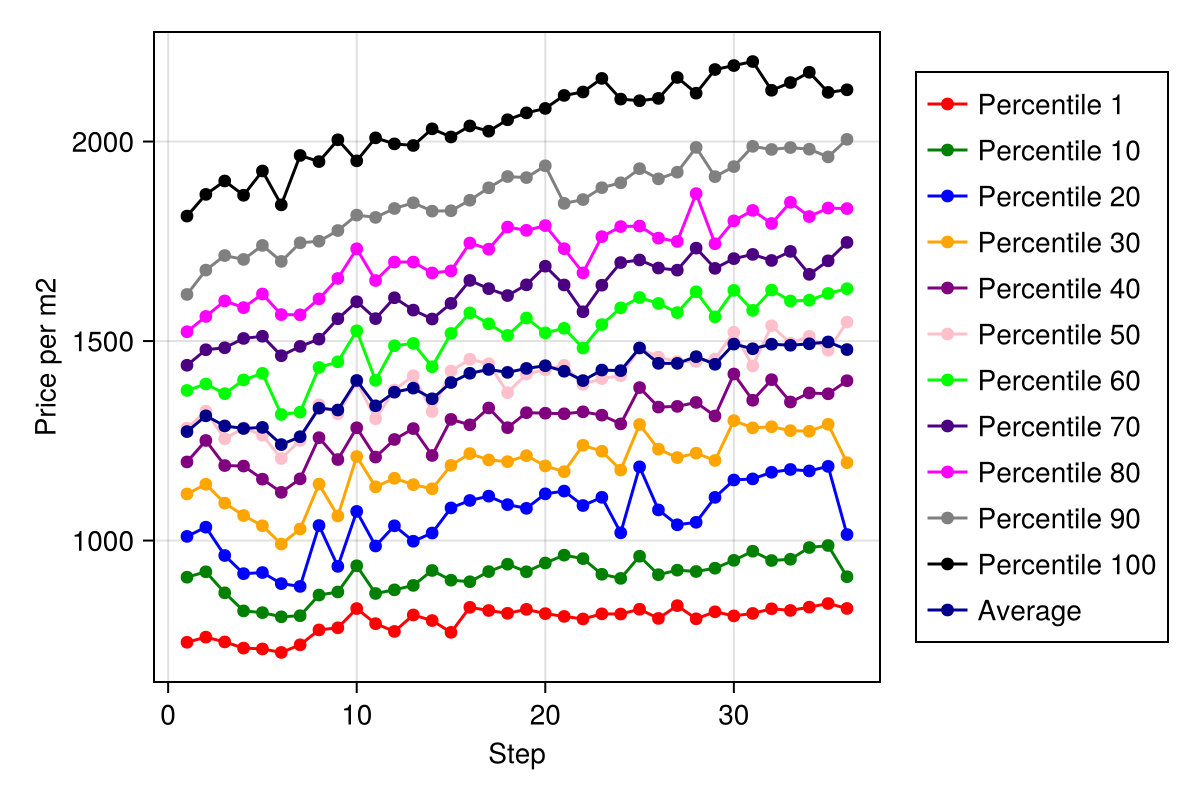 Price per m2
2000
1500
1000
0 10 20 30
Step
Percentile 1
Percentile 10
Percentile 20
Percentile 30
Percentile 40
Percentile 50
Percentile 60
Percentile 70
Percentile 80
Percentile 90
Percentile 100
Average